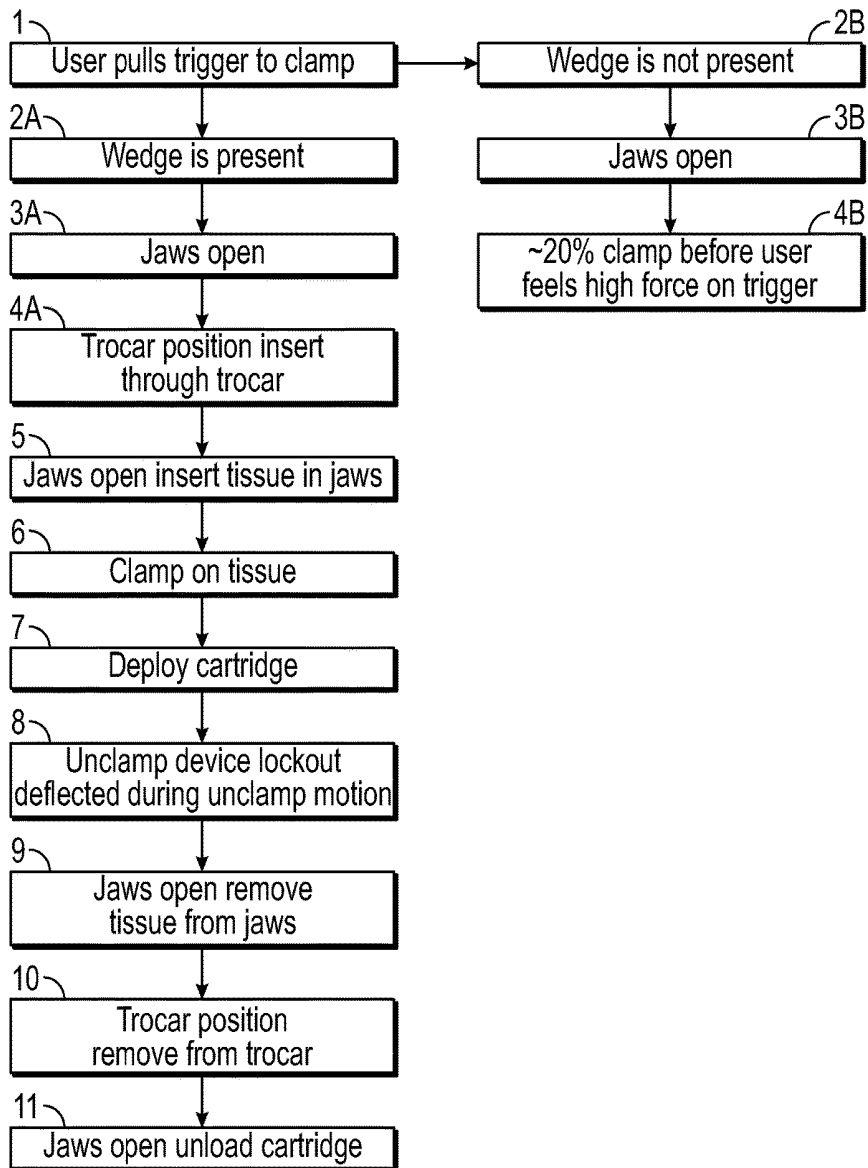 1
User pulls trigger to clamp
2A
Wedge is present
3A
Jaws open
4A
Trocar position insert
through trocar
5
Jaws open insert tissue in jaws
6
Clamp on tissue
7
Deploy cartridge
8
Unclamp device lockout
deflected during unclamp motion
9
Jaws open remove
tissue from jaws
10
Trocar position
remove from trocar
11
Jaws open unload cartridge
2B
Wedge is not present
3B
Jaws open
4B
~20% clamp before user
feels high force on trigger